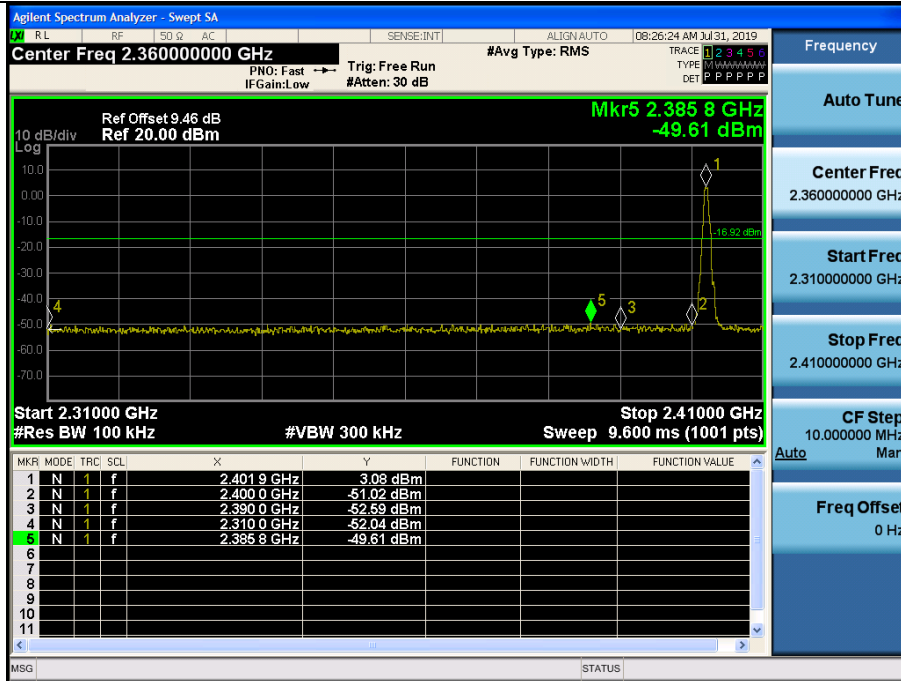 Agilent Spectrum Analyzer - Swept SA
LXI RL RF 50 Ω AC SENSE:INT ALIGN AUTO 08:26:24 AM Jul 31, 2019
Center Freq 2.360000000 GHz #Avg Type: RMS TRACE 1 2 3 4 5 6
PNO: Fast Trig: Free Run TYPE M WWWWW
IFGain:Low #Atten: 30 dB DET P P P P P P
Frequency
Auto Tune
Center Freq
2.360000000 GHz
Start Freq
2.310000000 GHz
Stop Freq
2.410000000 GHz
CF Step
10.000000 MHz
Auto Man
Freq Offset
0 Hz
Mkr5 2.385 8 GHz
-49.61 dBm
Ref Offset 9.46 dB
10 dB/div Ref 20.00 dBm
Log
10.0
0.00
-10.0
-20.0
-30.0
-40.0
-50.0
-60.0
-70.0
1
-16.92 dBm
4
5
3
2
Start 2.31000 GHz Stop 2.41000 GHz
#Res BW 100 kHz #VBW 300 kHz Sweep 9.600 ms (1001 pts)
MKR MODE TRC SCL X Y FUNCTION FUNCTION WIDTH FUNCTION VALUE
1 N 1 f 2.401 9 GHz 3.08 dBm
2 N 1 f 2.400 0 GHz -51.02 dBm
3 N 1 f 2.390 0 GHz -52.59 dBm
4 N 1 f 2.310 0 GHz -52.04 dBm
5 N 1 f 2.385 8 GHz -49.61 dBm
6
7
8
9
10
11
MSG STATUS